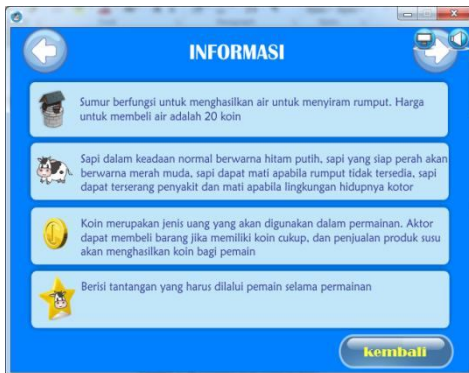 INFORMASI
Sumur berfungsi untuk menghasilkan air untuk menyiram rumput. Harga
untuk membeli air adalah 20 koin
Sapi dalam keadaan normal berwarna hitam putih, sapi yang siap perah akan
berwarna merah muda, sapi dapat mati apabila rumput tidak tersedia, sapi
dapat terserang penyakit dan mati apabila lingkungan hidupnya kotor
Koin merupakan jenis uang yang akan digunakan dalam permainan. Aktor
dapat membeli barang jika memiliki koin cukup, dan penjualan produk susu
akan menghasilkan koin bagi pemain
Berisi tantangan yang harus dilalui pemain selama permainan
kembali